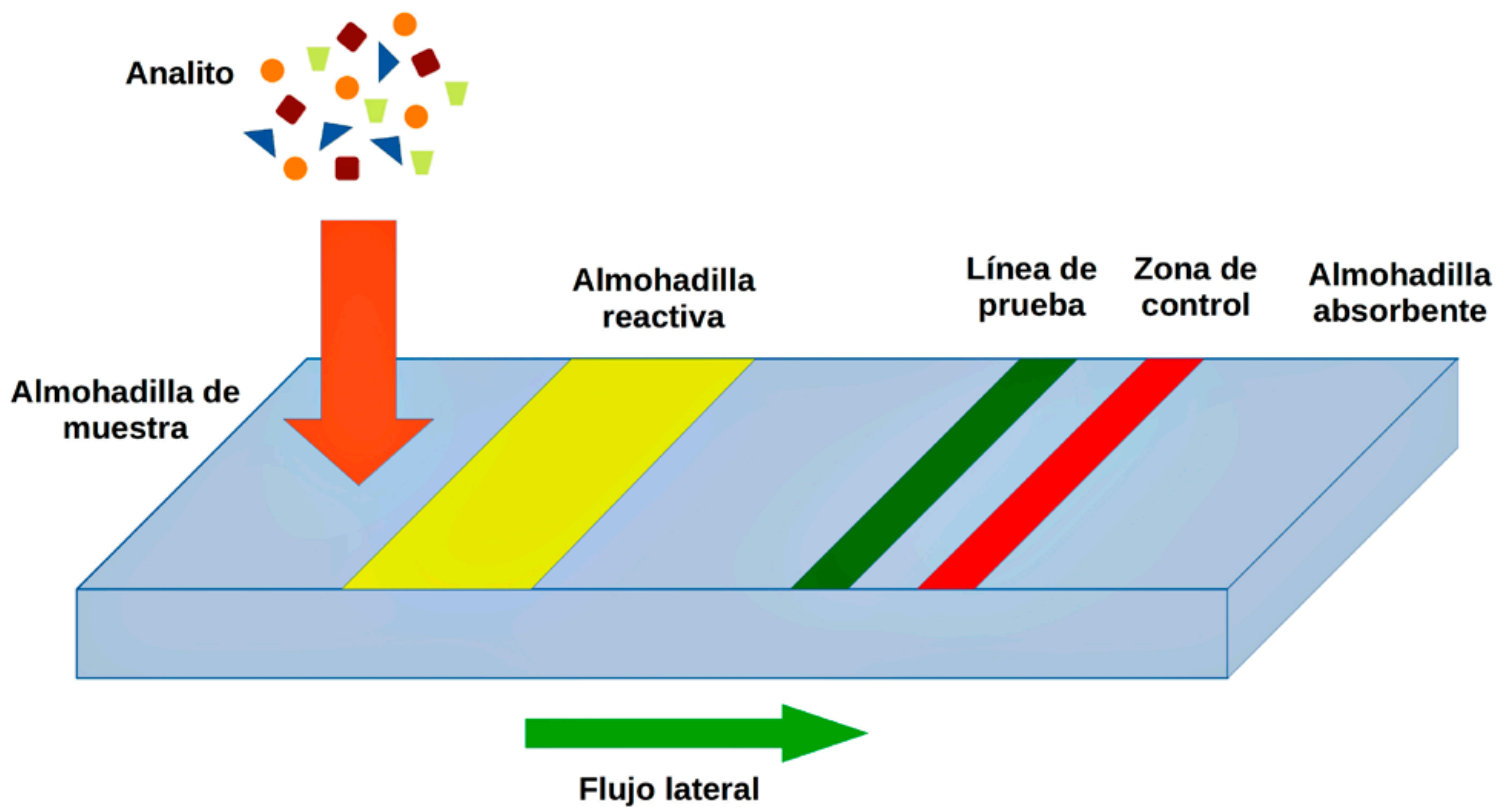 Analito
Almohadilla
reactiva
Línea de
prueba
Zona de
control
Almohadilla
absorbente
Almohadilla de
muestra
Flujo lateral